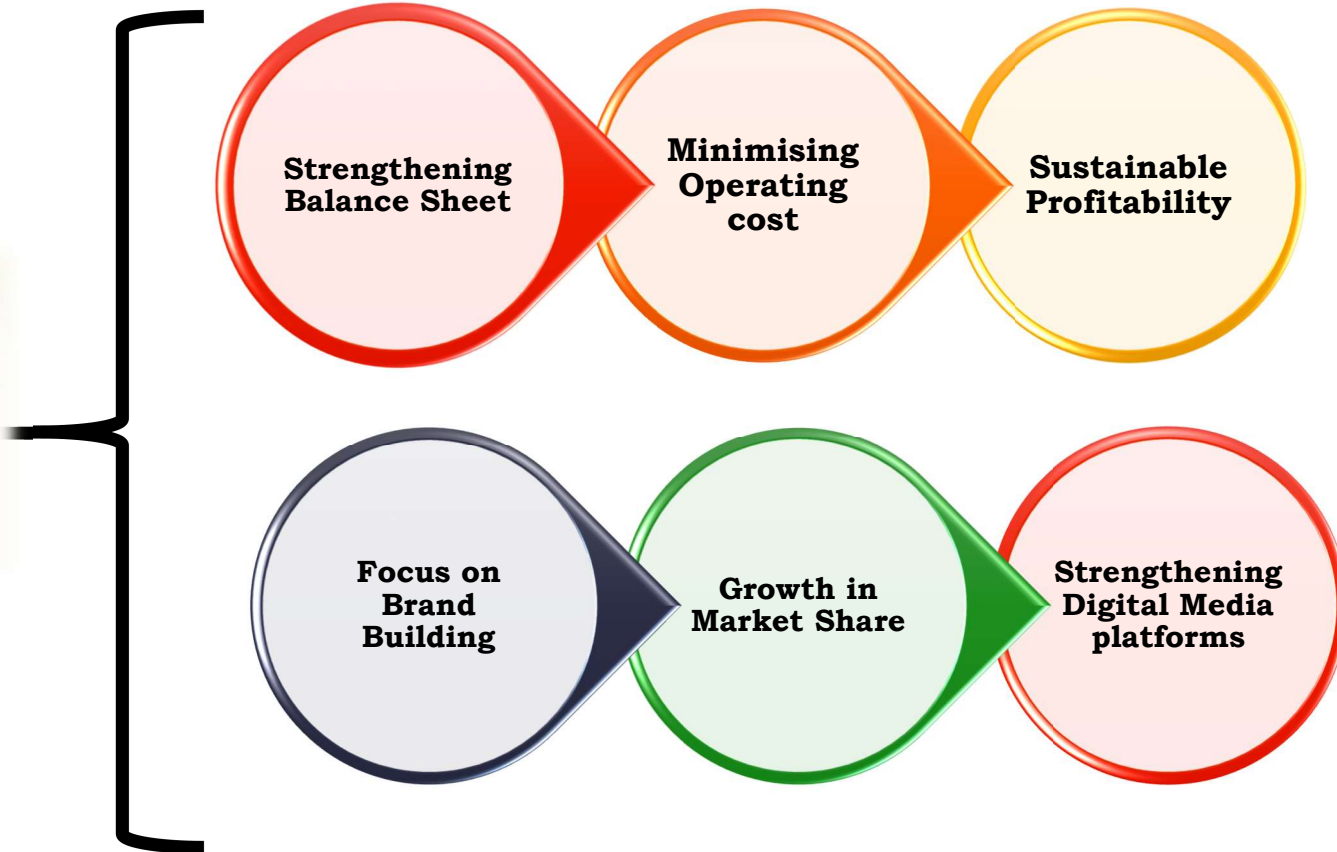 Strengthening
Balance Sheet
Minimising
Operating
cost
Sustainable
Profitability
Focus on
Brand
Building
Growth in
Market Share
Strengthening
Digital Media
platforms